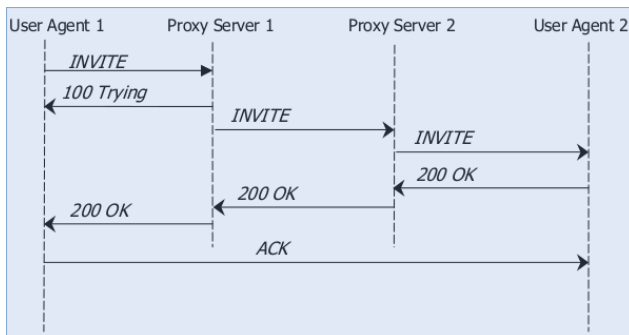 User Agent 1 Proxy Server 1 Proxy Server 2 User Agent 2
INVITE
100 Trying
INVITE
INVITE
200 OK
200 OK
200 OK
ACK